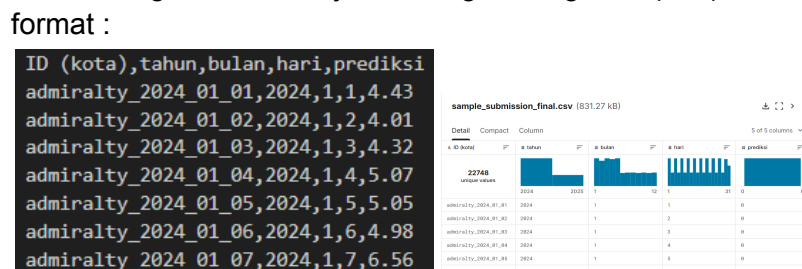 format :
ID (kota),tahun,bulan,hari,prediksi
admiralty_2024_01_01,2024,1,1,4.43
admiralty_2024_01_02,2024,1,2,4.01
admiralty_2024_01_03,2024,1,3,4.32
admiralty_2024_01_04,2024,1,4,5.07
admiralty_2024_01_05,2024,1,5,5.05
admiralty_2024_01_06,2024,1,6,4.98
admiralty_2024_01_07,2024,1,7,6.56
sample_submission_final.csv (831.27 kB)
Detail Compact Column
5 of 5 columns
ID (kota) # tahun # bulan # hari # prediksi
22748
unique values
2024 2025 1 12 1 31 0
admiralty_2024_01_01 2024 1 1 0
admiralty_2024_01_02 2024 1 2 0
admiralty_2024_01_03 2024 1 3 0
admiralty_2024_01_04 2024 1 4 0
admiralty_2024_01_05 2024 1 5 0